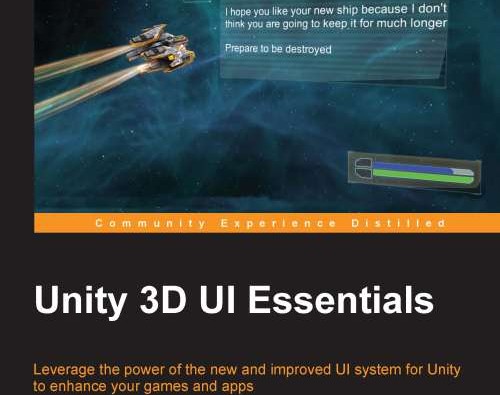 I hope you like your new ship because I don't
think you are going to keep it for much longer
Prepare to be destroyed
Community Experience Distilled
Unity 3D UI Essentials
Leverage the power of the new and improved UI system for Unity
to enhance your games and apps